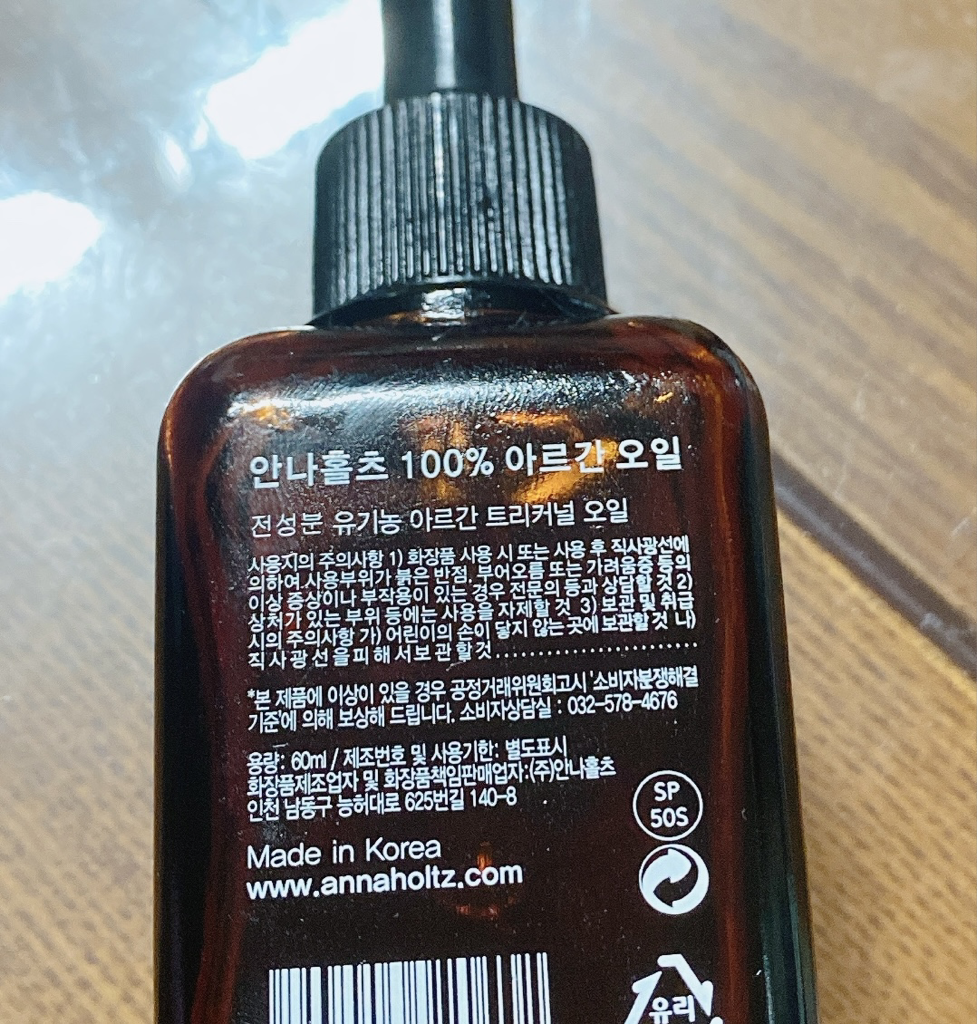 안나홀츠 100% 아르간 오일
전성분 유기농 아르간 트리커널 오일
사용지의 주의사항 1) 화장품 사용 시 또는 사용 후 직사광선에
의하여 사용부위가 붉은 반점, 부어오름 또는 가려움증 등의
이상 증상이나 부작용이 있는 경우 전문의 등과 상담할 것 2)
상처가 있는 부위 등에는 사용을 자제할 것 3) 보관 및 취급
시의 주의사항 가) 어린이의 손이 닿지 않는 곳에 보관할 것 나)
직사광선을피해서보관할것........................
*본 제품에 이상이 있을 경우 공정거래위원회고시 '소비자분쟁해결
기준'에 의해 보상해 드립니다. 소비자상담실 : 032-578-4676
용량: 60ml / 제조번호 및 사용기한: 별도표시
화장품제조업자 및 화장품책임판매업자:(주)안나홀츠
인천 남동구 능허대로 625번길 140-8
SP
50S
Made in Korea
www.annaholtz.com
유리